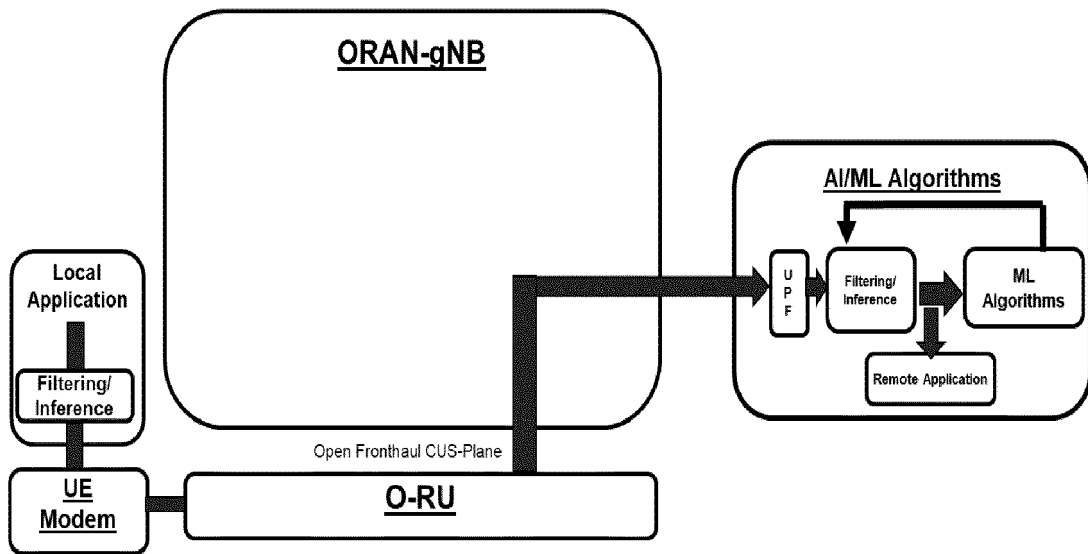 ORAN-gNB
AI/ML Algorithms
Local
Application
Filtering/
Inference
UE
Modem
Open Fronthaul CUS-Plane
O-RU
U
P
F
Filtering/
Inference
ML
Algorithms
Remote Application